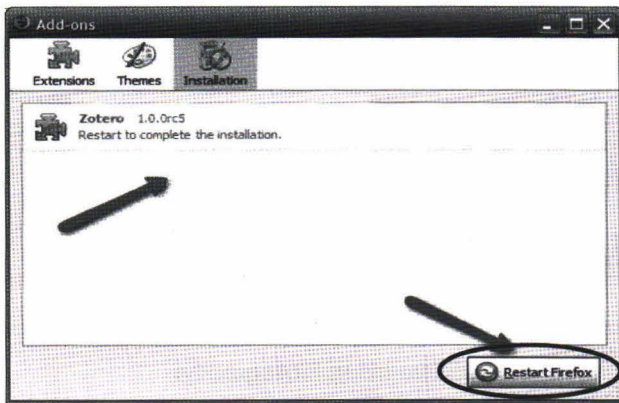 Add-ons
Extensions Themes Installation
Zotero 1.0.0rc5
Restart to complete the installation.
Restart Firefox